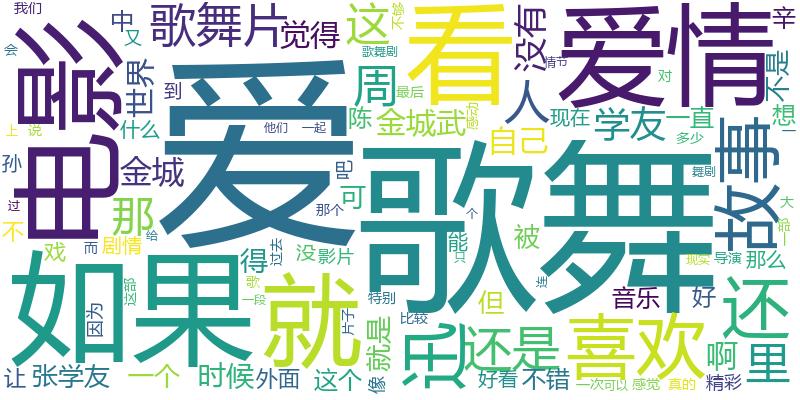 我们
中
又
歌舞片
觉得
这
不够
看
没有
爱情
辛
不是
会
电影
世界
到
爱
周
歌舞剧
最后
情节
人
对
想
上
说
什么
他们
一起
陈
金城武
感动
自己
现在
学友
一直
多少
孙
金城
吧
歌舞
故事
舞剧
过
不
那
那个
可
个
大
戏
而
剧情
给
得
过去
没
影片
能
只
被
现实
导演
那么
如果
因为
这部
歌
一段
就
特别
片子
比较
但
连
音乐
好
还
让
张学友
一个
时候
外面
这个
像
就是
在
还是
好看
不错
喜欢
一次
可以
感觉
真的
啊
精彩
里